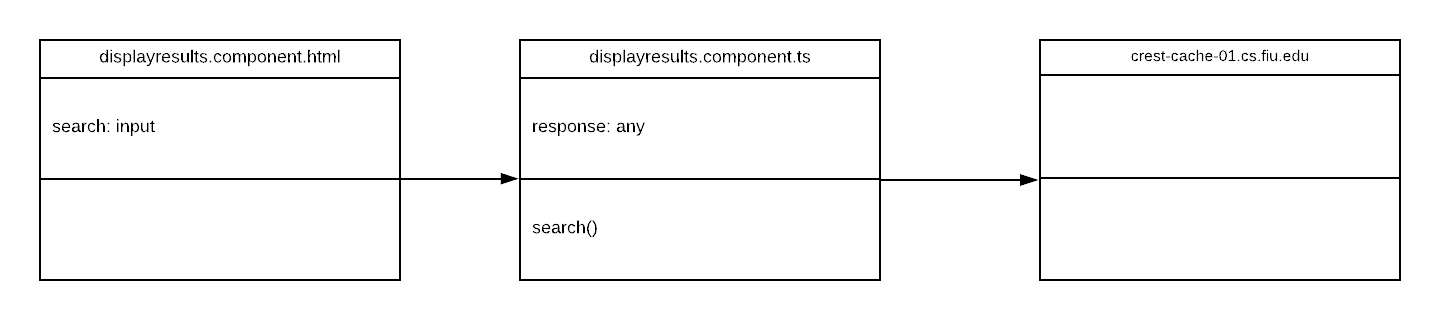 displayresults.component.html
search: input
displayresults.component.ts
response: any
search()
crest-cache-01.cs.fiu.edu